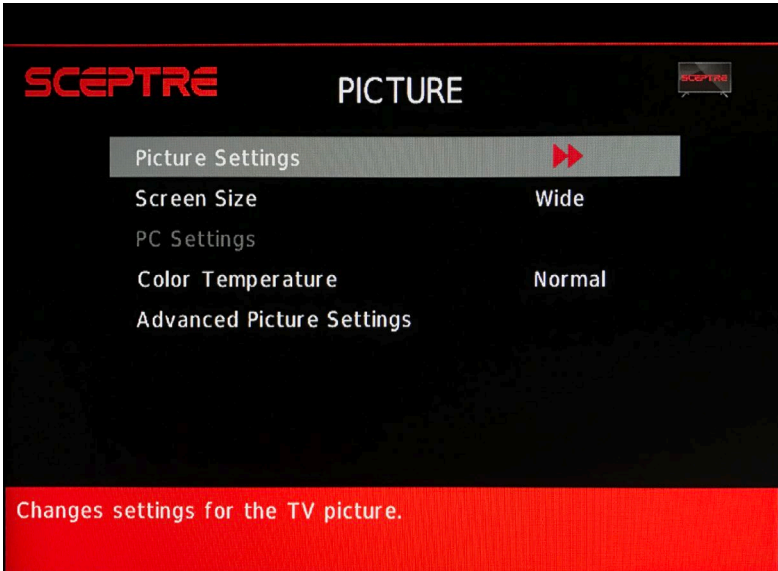 SCEPTRE
PICTURE
SCEPTRE
Picture Settings
Screen Size Wide
PC Settings
Color Temperature Normal
Advanced Picture Settings
Changes settings for the TV picture.